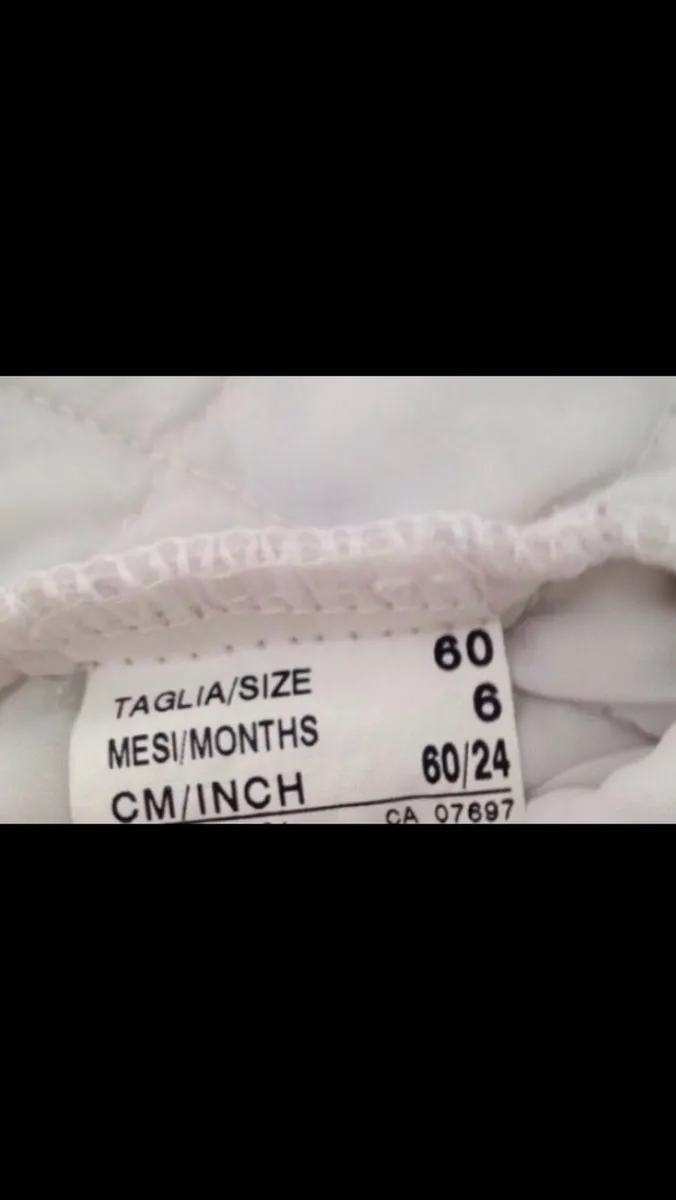 TAGLIA/SIZE 60
MESI/MONTHS 6
CM/INCH 60/24
CA 07697